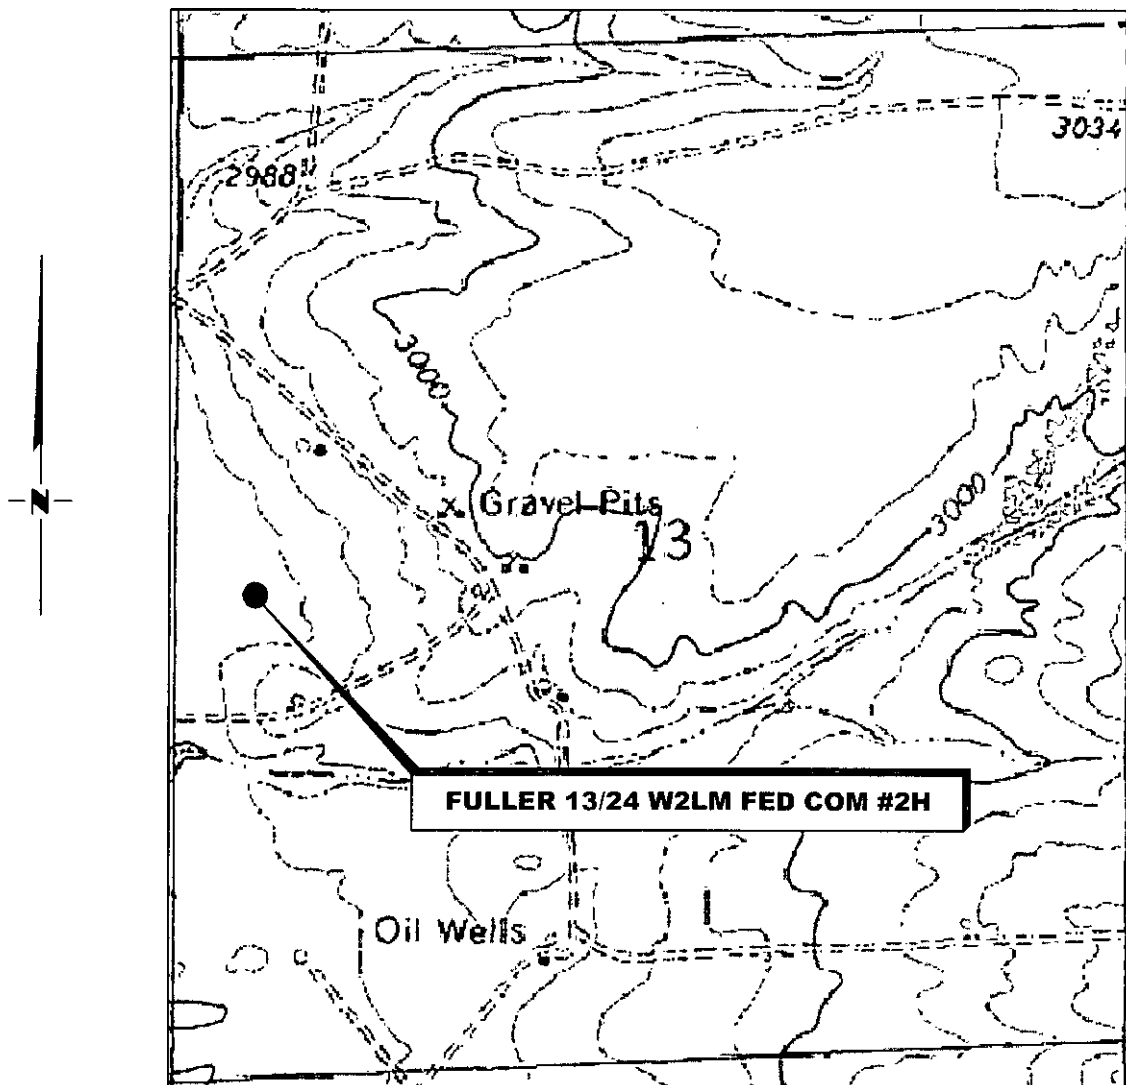 3034
2988
3000
Gravel Pits
3000
13
N
FULLER 13/24 W2LM FED COM #2H
Oil Wells